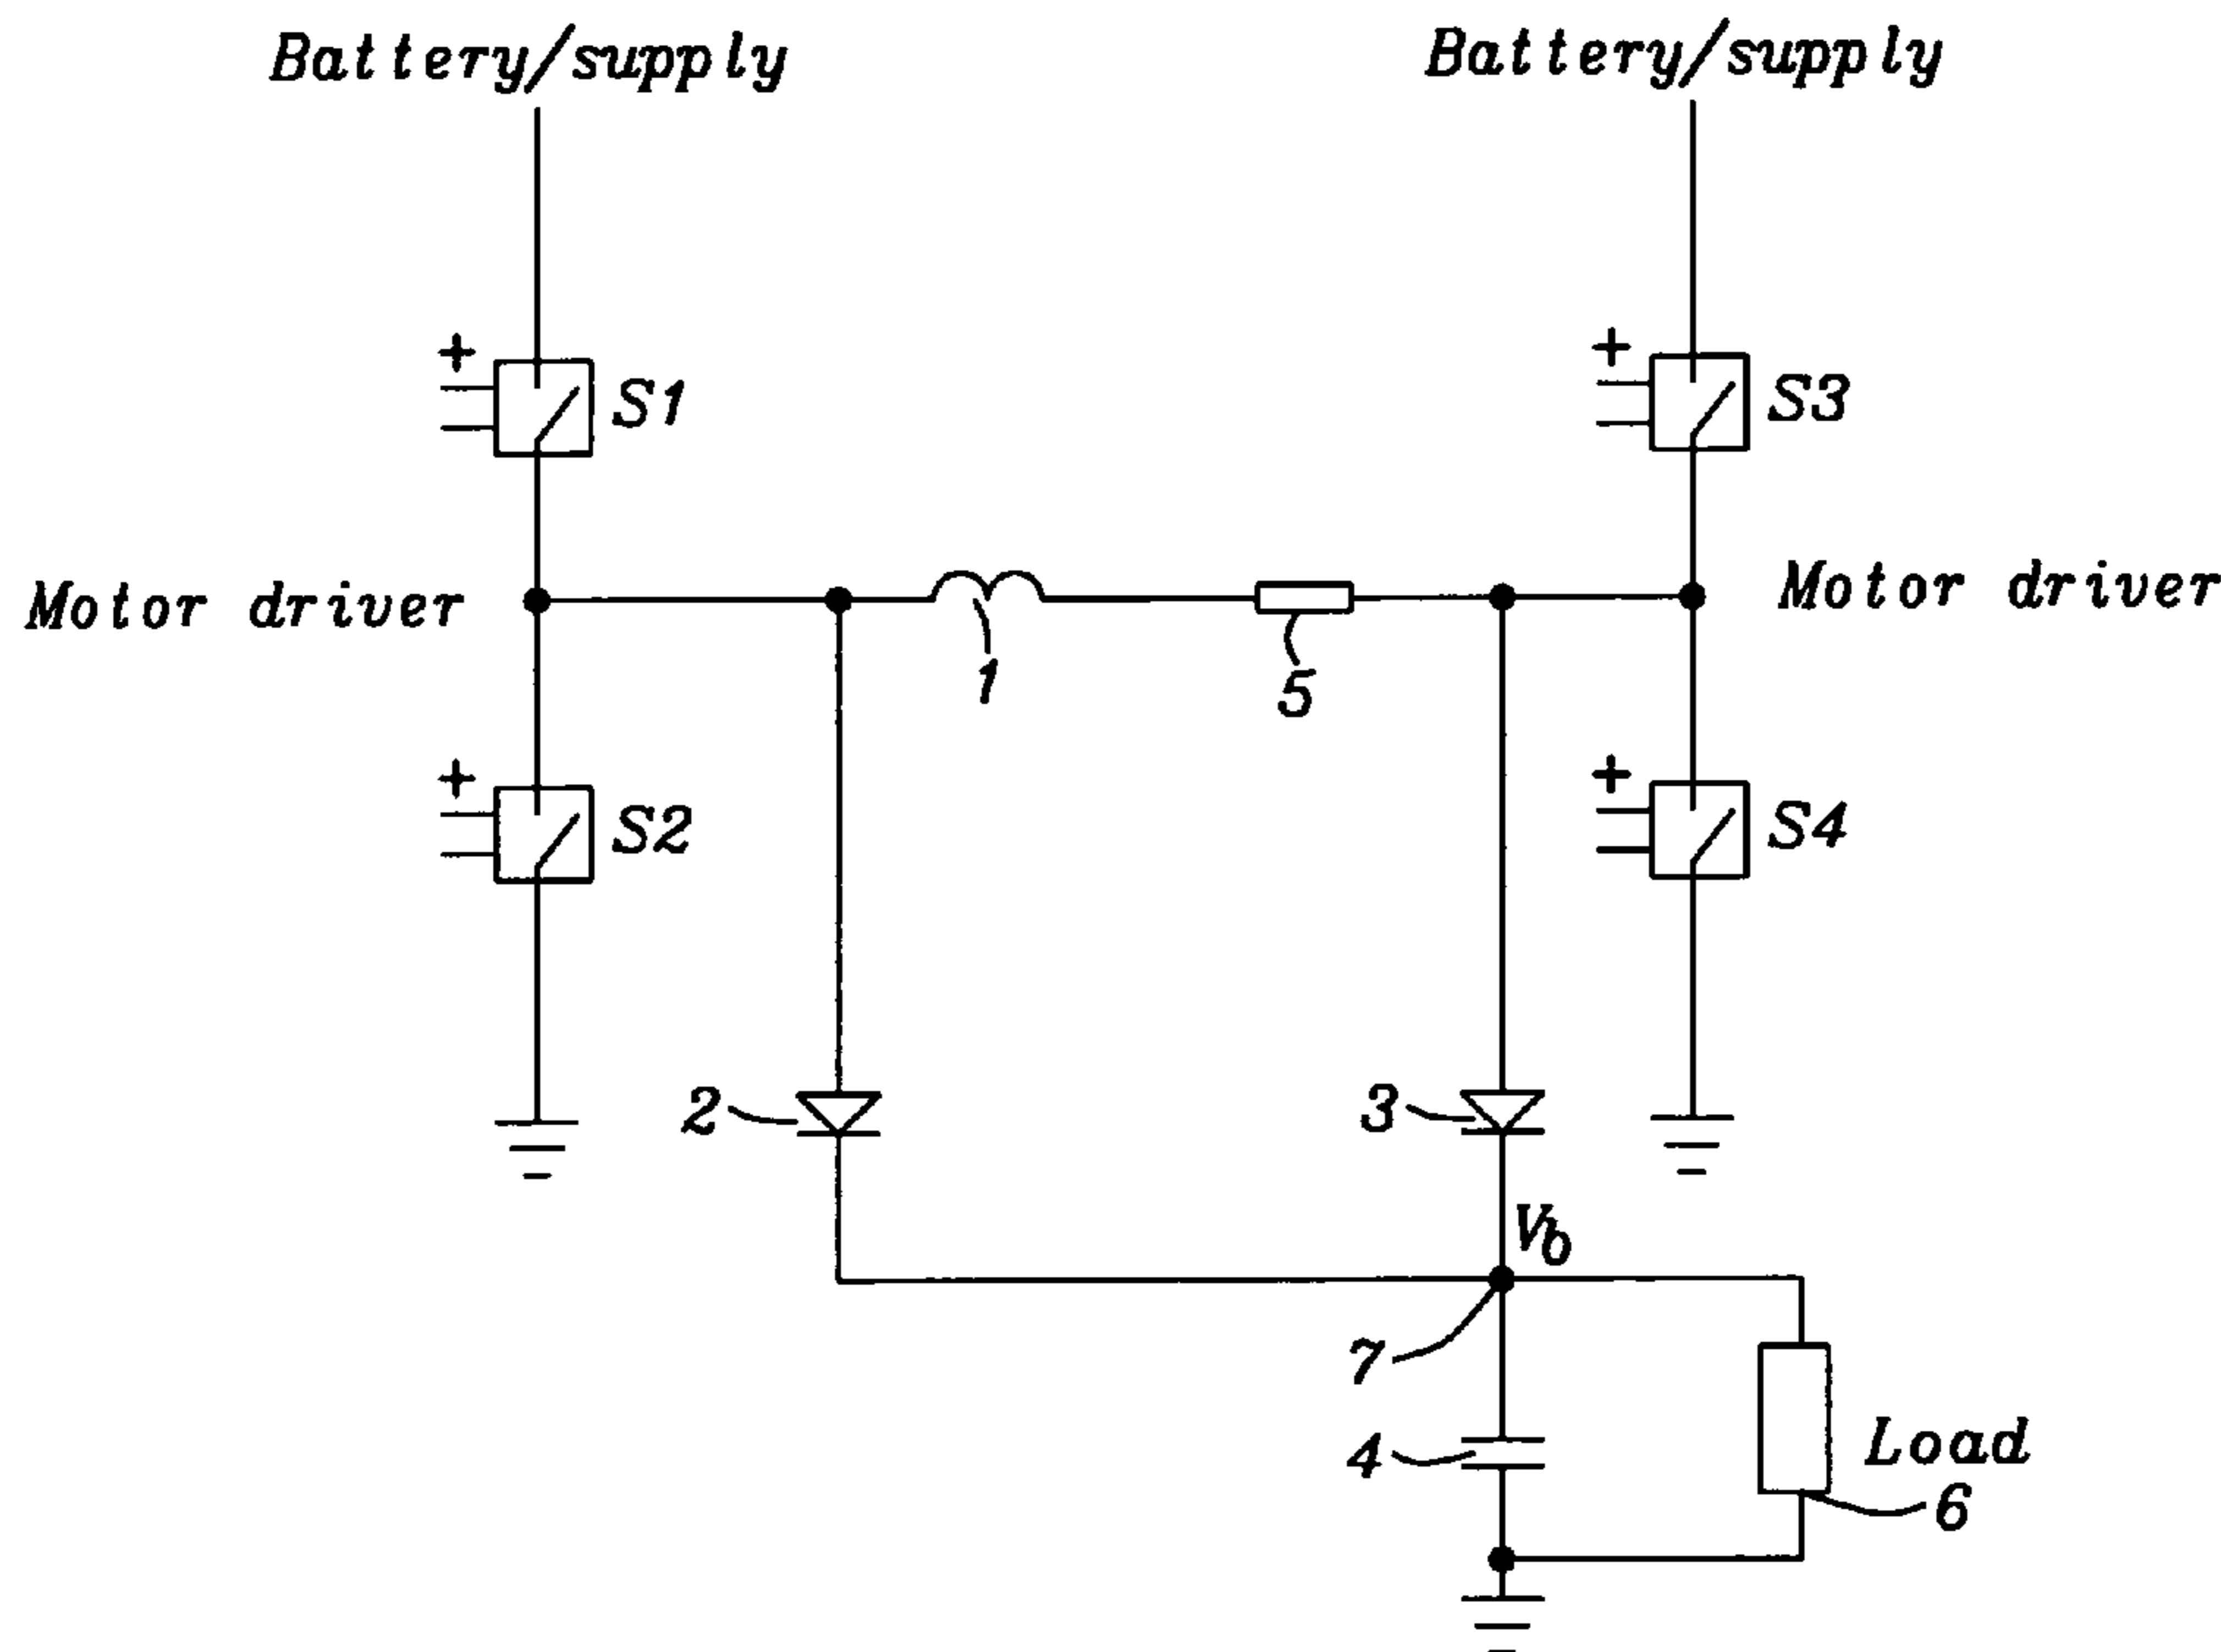 Battery/supply
Battery/supply
+
S1
+
S3
Motor driver
Motor driver
1
5
+
S2
+
S4
2
3
V0
7
4
Load
6